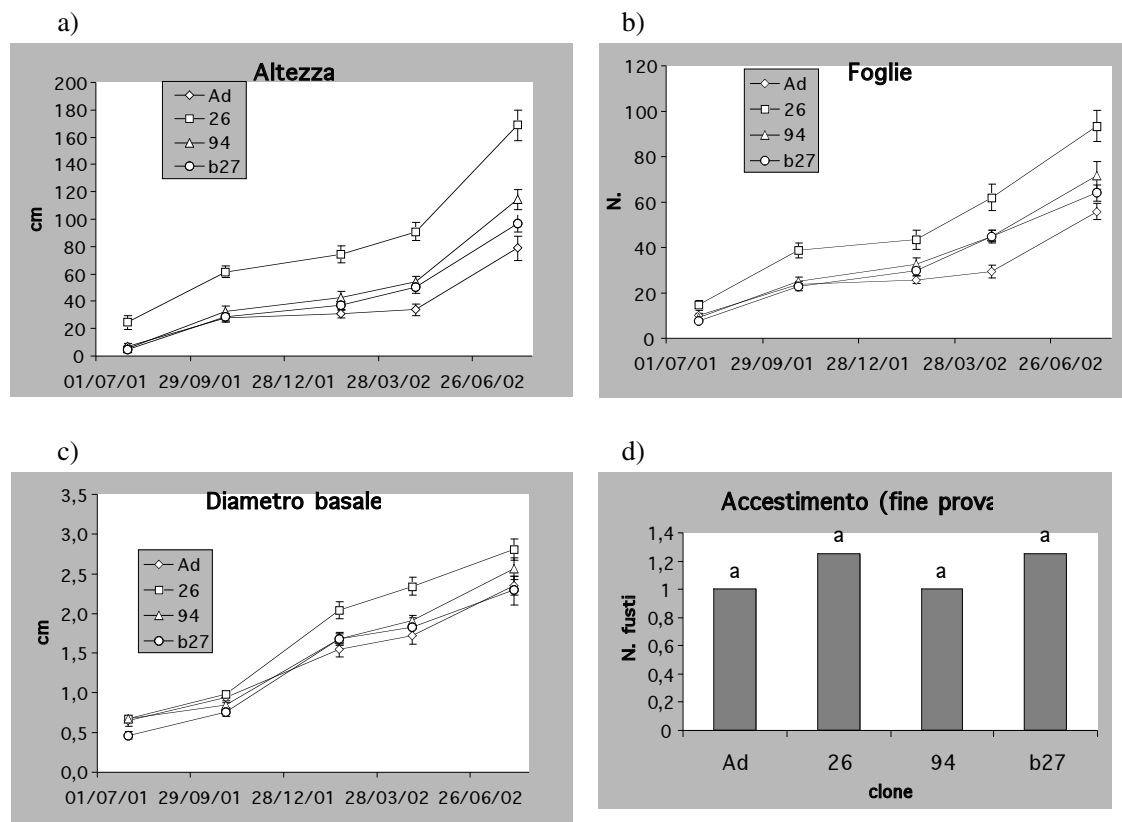 a)
Altezza
cm
200
180
160
140
120
100
80
60
40
20
0
Ad
26
94
b27
01/07/01 29/09/01 28/12/01 28/03/02 26/06/02
b)
Foglie
N.
120
100
80
60
40
20
0
Ad
26
94
b27
01/07/01 29/09/01 28/12/01 28/03/02 26/06/02
c)
Diametro basale
cm
3,5
3,0
2,5
2,0
1,5
1,0
0,5
0,0
Ad
26
94
b27
01/07/01 29/09/01 28/12/01 28/03/02 26/06/02
d)
Accestimento (fine prova
N. fusti
1,4
1,2
1
0,8
0,6
0,4
0,2
0
a a a a
Ad 26 94 b27
clone